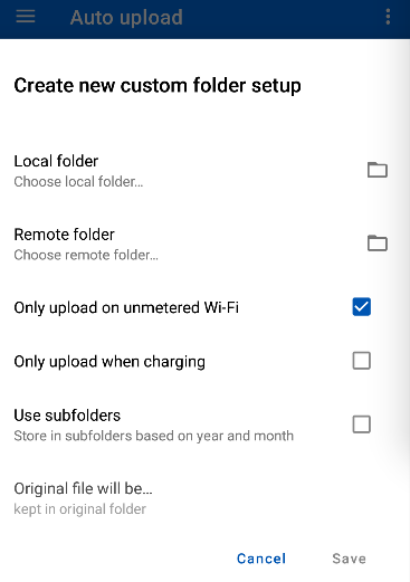 Auto upload
Create new custom folder setup
Local folder
Choose local folder...
Remote folder
Choose remote folder...
Only upload on unmetered Wi-Fi
Only upload when charging
Use subfolders
Store in subfolders based on year and month
Original file will be...
kept in original folder
Cancel Save